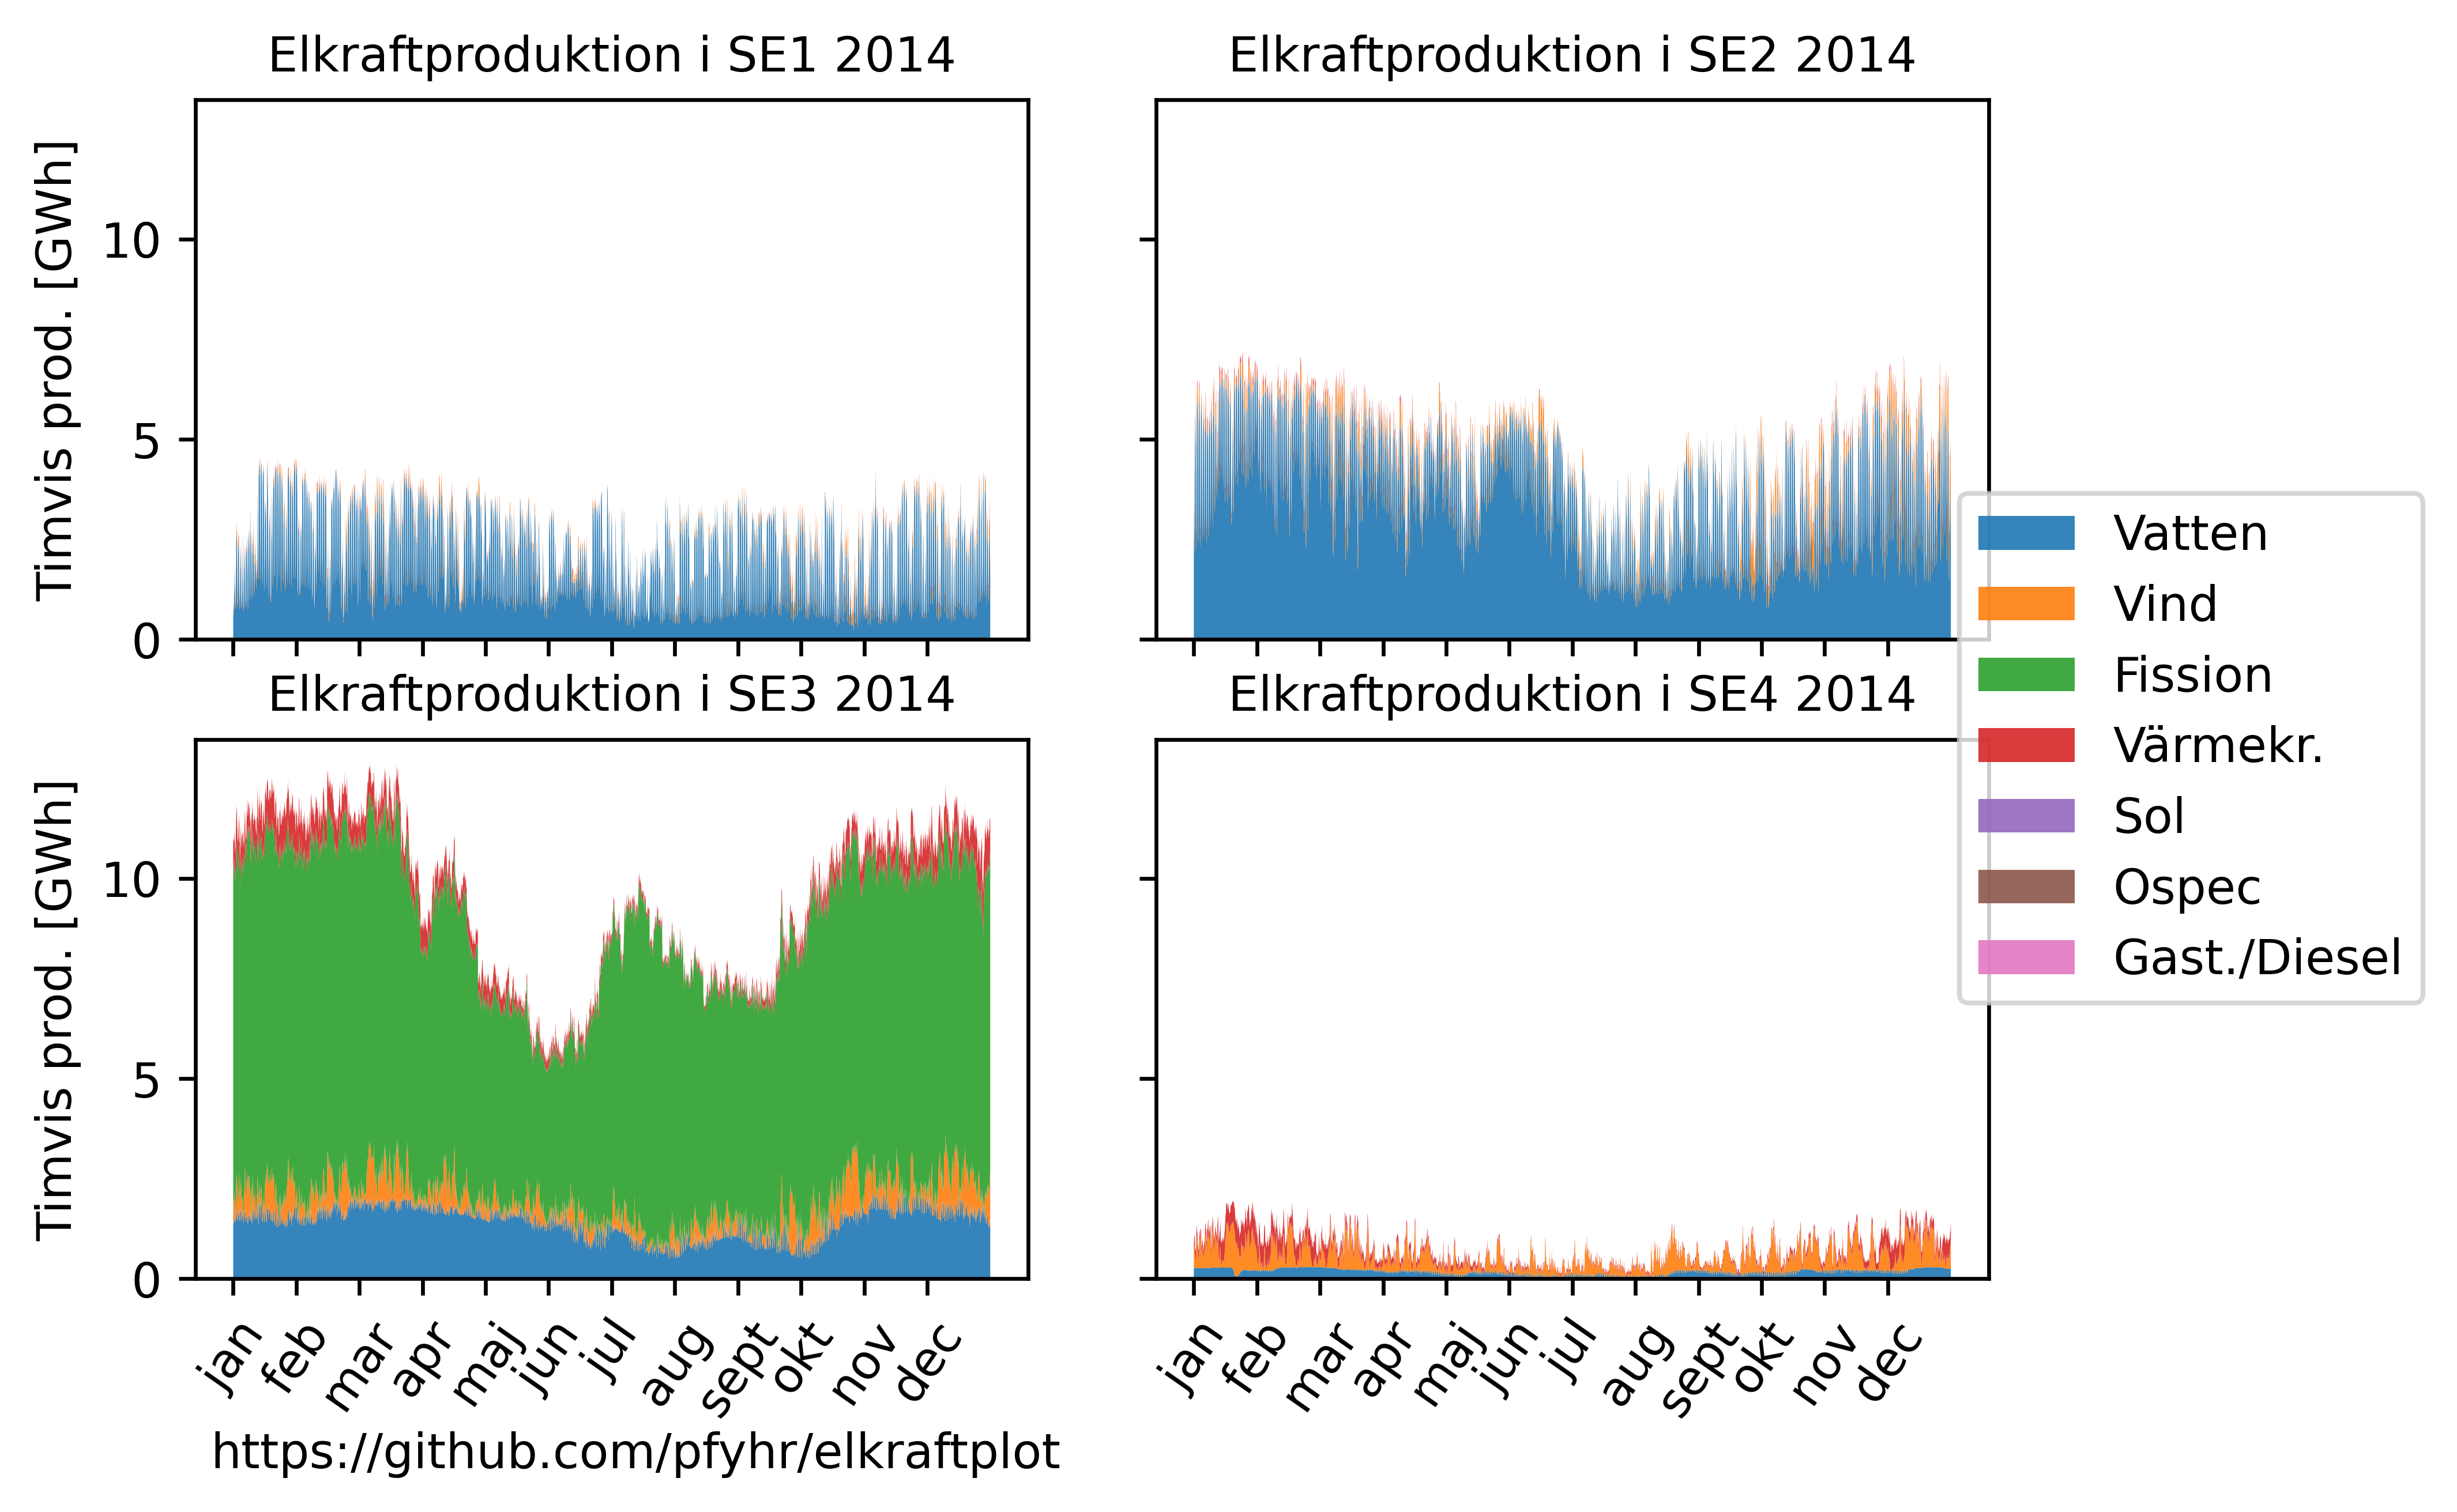 Elkraftproduktion i SE1 2014
Timvis prod. [GWh]
10
5
0
Elkraftproduktion i SE2 2014
Elkraftproduktion i SE3 2014
Timvis prod. [GWh]
10
5
0
jan feb mar apr maj jun jul aug sept okt nov dec
Elkraftproduktion i SE4 2014
jan feb mar apr maj jun jul aug sept okt nov dec
Vatten
Vind
Fission
Värmekr.
Sol
Ospec
Gast./Diesel
https://github.com/pfyhr/elkraftplot